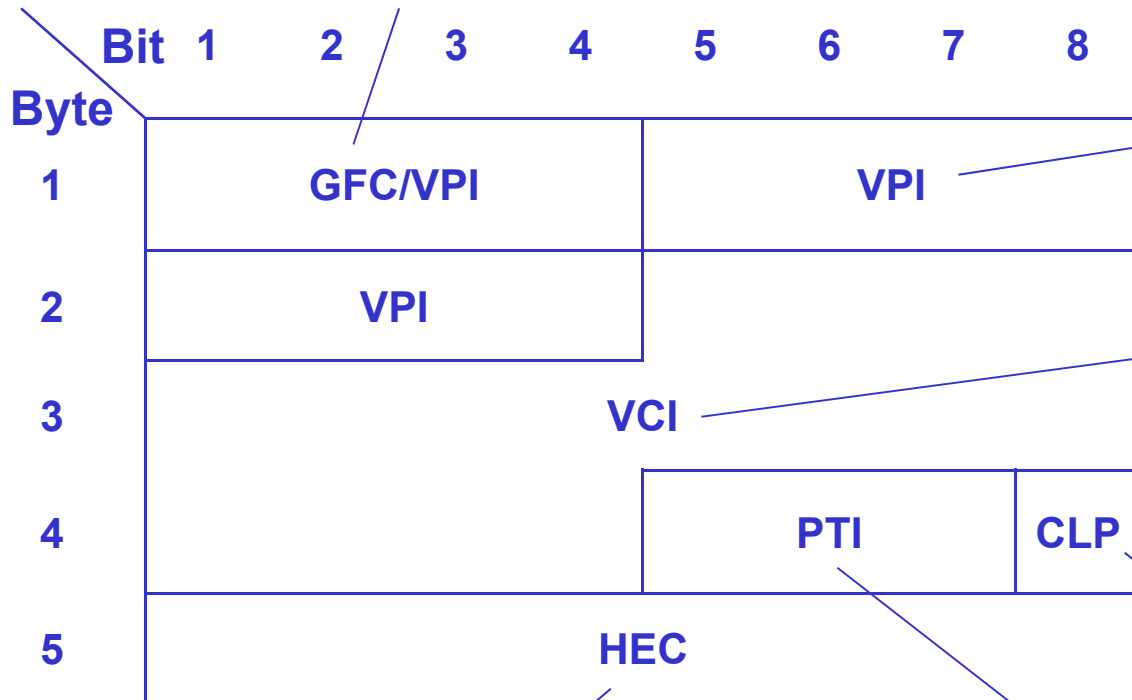 Bit 1 2 3 4 5 6 7 8
Byte
1 GFC/VPI VPI
2 VPI
3 VCI
4 PTI CLP
5 HEC